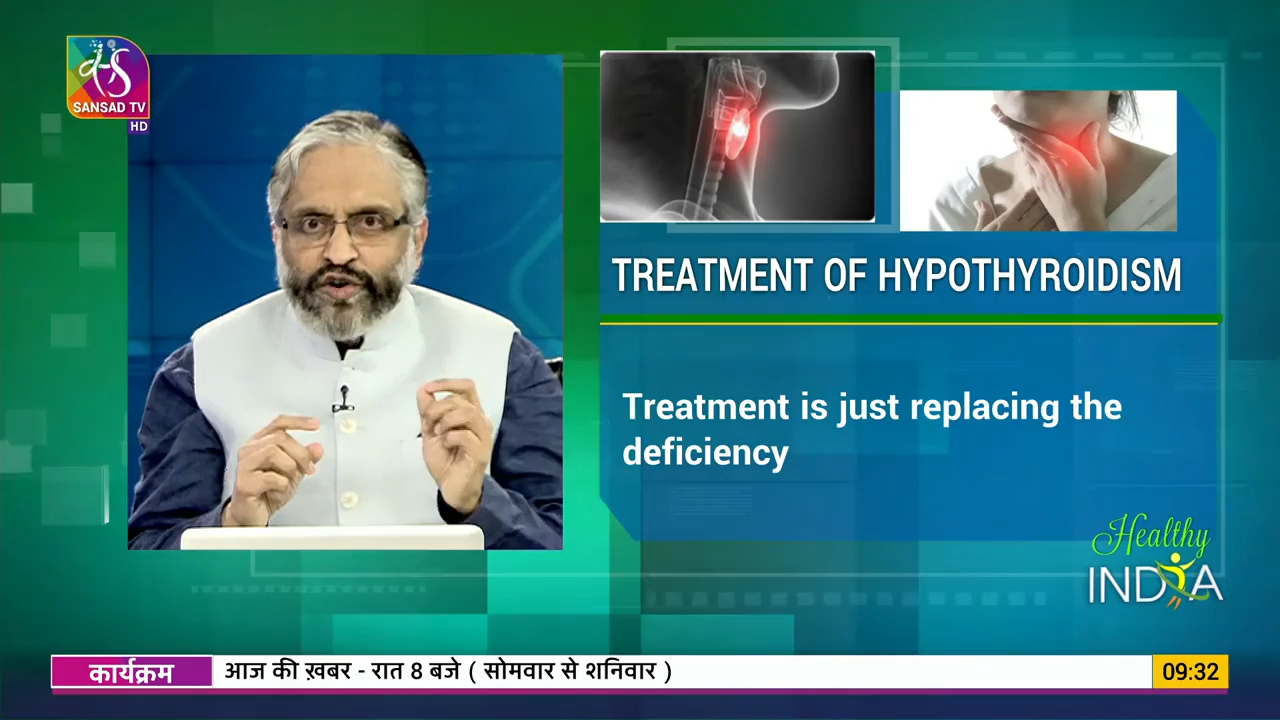 SANSAD TV
HD
TREATMENT OF HYPOTHYROIDISM
Treatment is just replacing the
deficiency
Healthy
INDIA
कार्यक्रम
आज की ख़बर - रात 8 बजे ( सोमवार से शनिवार )
09:32